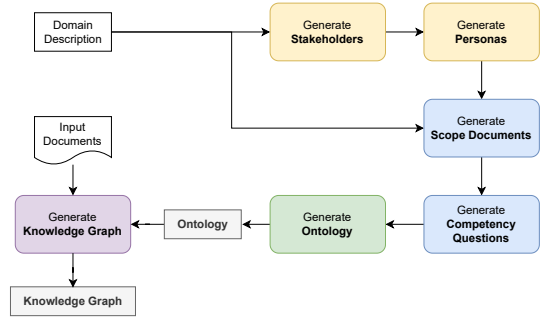 Domain
Description
Generate
Stakeholders
Generate
Personas
Generate
Scope Documents
Input
Documents
Generate
Knowledge Graph
Ontology
Generate
Ontology
Generate
Competency
Questions
Knowledge Graph